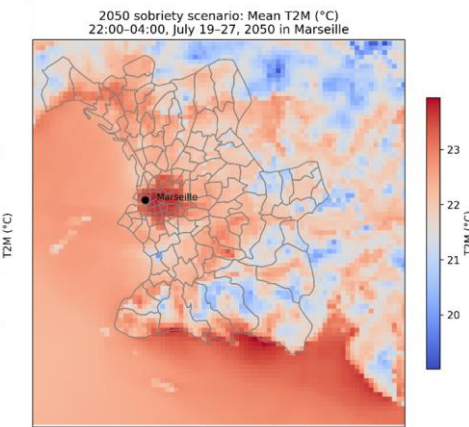 2050 sobriety scenario: Mean T2M (°C)
22:00–04:00, July 19–27, 2050 in Marseille
T2M (°C)
Marseille
23
22
21
20
T2M (°C)